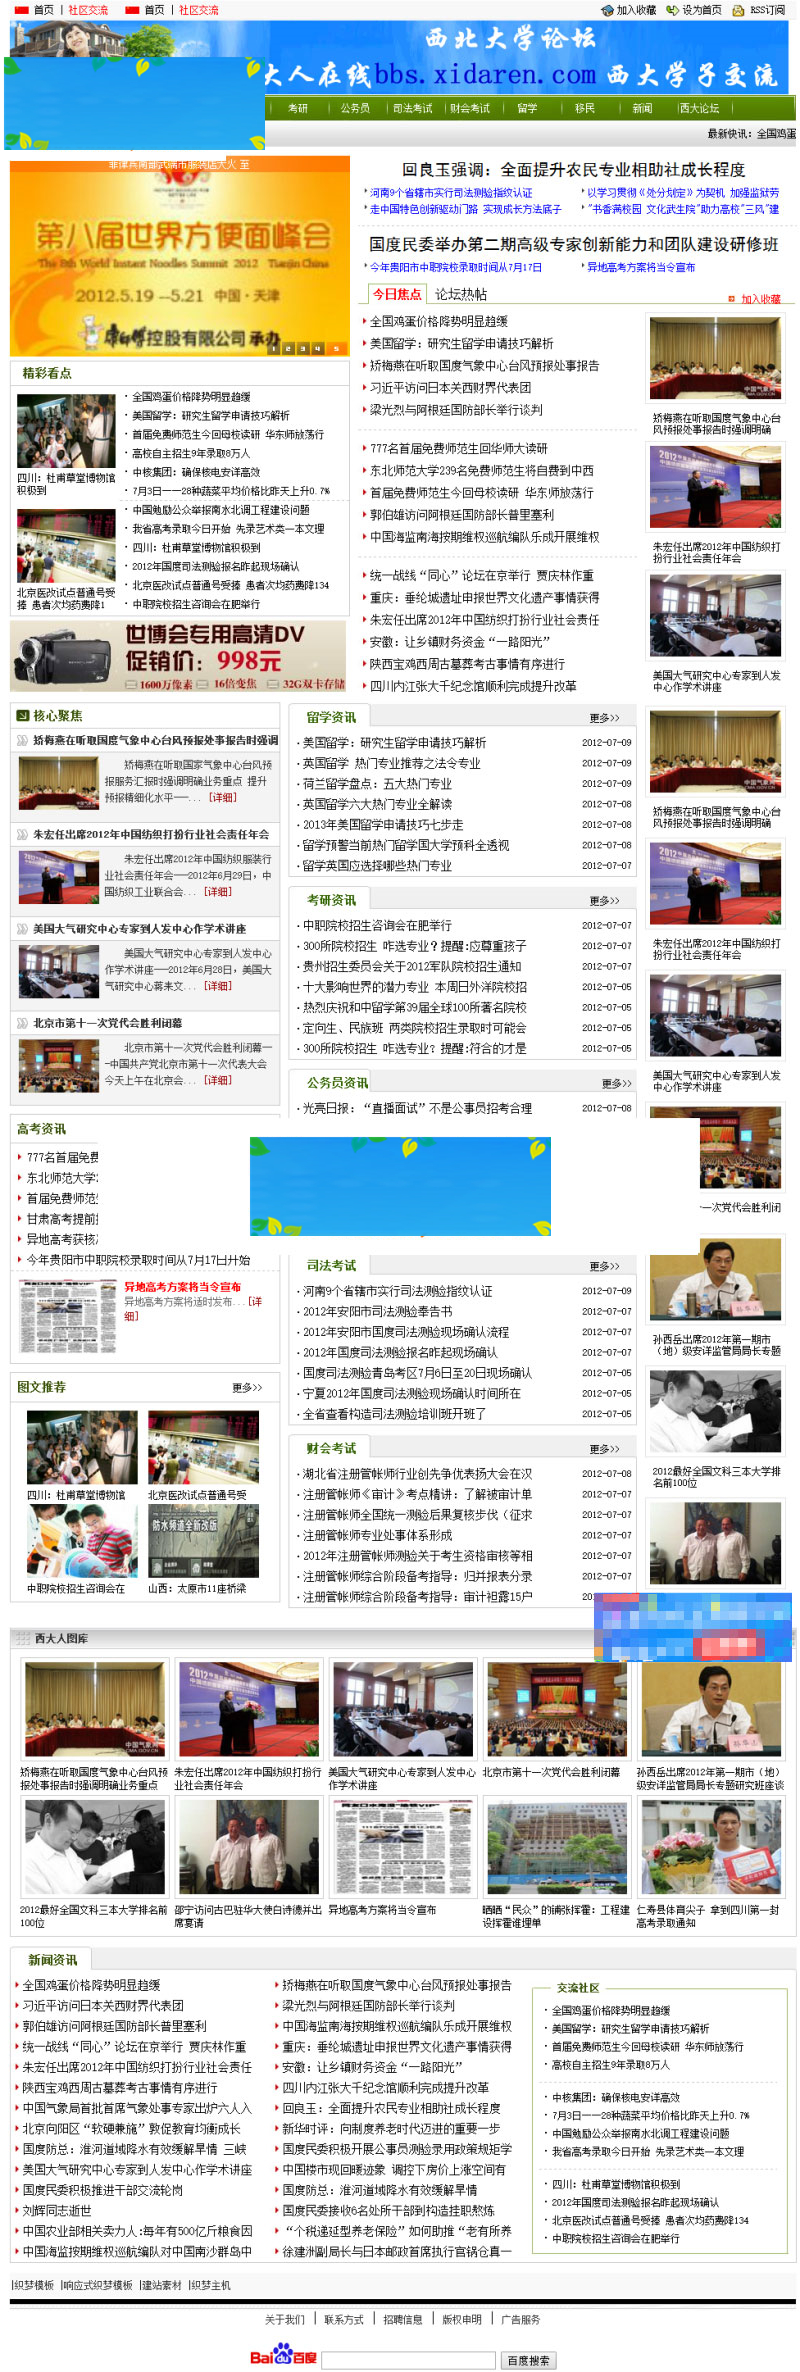 首页 | 社区交流 首页 | 社区交流
加入收藏 设为首页 RSS订阅
西北大学论坛
大人在线bbs.xidaren.com 西大学子交流
考研 公务员 司法考试 财会考试 留学 移民 新闻 西大论坛
最新快讯: 全国鸡蛋
菲律宾南部武端市服装店大火 至
第八届世界方便面峰会
The 8th World Instant Noodles Summit 2012 Tianjin China
2012.5.19 --5.21 中国·天津
康师傅控股有限公司 承办
1 2 3 4 5
回良玉强调: 全面提升农民专业相助社成长程度
河南9个省辖市实行司法测验指纹认证
以学习贯彻《处分划定》为契机 加强监狱劳
走中国特色创新驱动门路 实现成长方法底子
"书香满校园 文化武生院"助力高校"三风"建
国度民委举办第二期高级专家创新能力和团队建设研修班
今年贵阳市中职院校录取时间从7月17日
异地高考方案将当令宣布
今日焦点 论坛热帖
加入收藏
全国鸡蛋价格降势明显趋缓
美国留学: 研究生留学申请技巧解析
矫梅燕在听取国度气象中心台风预报处事报告
习近平访问日本关西财界代表团
梁光烈与阿根廷国防部长举行谈判
777名首届免费师范生回华师大读研
东北师范大学239名免费师范生将自费到中西
首届免费师范生今回母校读研 华东师放荡行
郭伯雄访问阿根廷国防部长普里塞利
中国海监南海按期维权巡航编队乐成开展维权
统一战线“同心”论坛在京举行 贾庆林作重
重庆: 垂纶城遗址申报世界文化遗产事情获得
朱宏任出席2012年中国纺织打扮行业社会责任
安徽: 让乡镇财务资金“一路阳光”
陕西宝鸡西周古墓葬考古事情有序进行
四川内江张大千纪念馆顺利完成提升改革
精彩看点
四川: 杜甫草堂博物馆积极到
北京医改试点普通号受捧 患者次均药费降1
全国鸡蛋价格降势明显趋缓
美国留学: 研究生留学申请技巧解析
首届免费师范生今回母校读研 华东师放荡行
高校自主招生9年录取8万人
中核集团: 确保核电安详高效
7月3日一一28种蔬菜平均价格比昨天上升0.7%
中国勉励公众举报南水北调工程建设问题
我省高考录取今日开始 先录艺术类一本文理
四川: 杜甫草堂博物馆积极到
2012年国度司法测验报名昨起现场确认
北京医改试点普通号受捧 患者次均药费降134
中职院校招生咨询会在肥举行
世博会专用高清DV
促销价: 998元
1600万像素 16倍变焦 32G双卡存储
矫梅燕在听取国度气象中心台风预报处事报告时强调明确
朱宏任出席2012年中国纺织打扮行业社会责任年会
美国大气研究中心专家到人发中心作学术讲座
矫梅燕在听取国度气象中心台风预报处事报告时强调明确
朱宏任出席2012年中国纺织打扮行业社会责任年会
美国大气研究中心专家到人发中心作学术讲座
一次党代会胜利闭
孙西岳出席2012年第一期市（地）级安详监管局局长专题
2012最好全国文科三本大学排名前100位
核心聚焦
矫梅燕在听取国度气象中心台风预报处事报告时强调
矫梅燕在听取国家气象中心台风预报服务汇报时强调明确业务重点 提升预报精细化水平——... [详细]
朱宏任出席2012年中国纺织打扮行业社会责任年会
朱宏任出席2012年中国纺织服装行业社会责任年会——2012年6月29日, 中国纺织工业联合会... [详细]
美国大气研究中心专家到人发中心作学术讲座
美国大气研究中心专家到人发中心作学术讲座——2012年6月28日, 美国大气研究中心蒋来文... [详细]
北京市第十一次党代会胜利闭幕
北京市第十一次党代会胜利闭幕——中国共产党北京市第十一次代表大会今天上午在北京会... [详细]
留学资讯 更多>>
美国留学: 研究生留学申请技巧解析 2012-07-09
英国留学 热门专业推荐之法令专业 2012-07-09
荷兰留学盘点: 五大热门专业 2012-07-09
英国留学六大热门专业全解读 2012-07-08
2013年美国留学申请技巧七步走 2012-07-08
留学预警当前热门留学国大学预科全透视 2012-07-08
留学英国应选择哪些热门专业 2012-07-07
考研资讯 更多>>
中职院校招生咨询会在肥举行 2012-07-07
300所院校招生 咋选专业？提醒:应尊重孩子 2012-07-07
贵州招生委员会关于2012军队院校招生通知 2012-07-07
十大影响世界的潜力专业 本周日外洋院校招 2012-07-05
热烈庆祝和中留学第39届全球100所著名院校 2012-07-05
定向生、民族班 两类院校招生录取时可能会 2012-07-05
300所院校招生 咋选专业? 提醒:符合的才是 2012-07-05
公务员资讯 更多>>
光亮日报: “直播面试”不是公事员招考合理 2012-07-08
高考资讯
777名首届免费
东北师范大学2
首届免费师范
甘肃高考提前
异地高考获核
今年贵阳市中职院校录取时间从7月17日开始
异地高考方案将当令宣布
异地高考方案将适时发布...[详细]
司法考试 更多>>
河南9个省辖市实行司法测验指纹认证 2012-07-09
2012年安阳市司法测验奉告书 2012-07-07
2012年安阳市国度司法测验现场确认流程 2012-07-07
2012年国度司法测验报名昨起现场确认 2012-07-07
国度司法测验青岛考区7月6日至20日现场确认 2012-07-05
宁夏2012年国度司法测验现场确认时间所在 2012-07-05
全省查看构造司法测验培训班开班了 2012-07-05
图文推荐 更多>>
四川: 杜甫草堂博物馆
北京医改试点普通号受
防水频道全新改版
中职院校招生咨询会在
山西: 太原市11座桥梁
财会考试 更多>>
湖北省注册管帐师行业创先争优表扬大会在汉 2012-07-08
注册管帐师《审计》考点精讲: 了解被审计单 2012-07-07
注册管帐师全国统一测验后果复核步伐（征求 2012-07-07
注册管帐师专业处事体系形成 2012-07-07
2012年注册管帐师测验关于考生资格审核等相 2012-07-07
注册管帐师综合阶段备考指导: 归并报表分录 2012-07-07
注册管帐师综合阶段备考指导: 审计袒露15户 20
西大人图库
矫梅燕在听取国度气象中心台风预报处事报告时强调明确业务重点
朱宏任出席2012年中国纺织打扮行业社会责任年会
美国大气研究中心专家到人发中心作学术讲座
北京市第十一次党代会胜利闭幕
孙西岳出席2012年第一期市（地）级安详监管局局长专题研究班座谈
2012最好全国文科三本大学排名前100位
邵宁访问古巴驻华大使白诗德并出席宴请
异地高考方案将当令宣布
晒晒“民众”的铺张挥霍: 工程建设挥霍谁埋单
仁寿县体育尖子 拿到四川第一封高考录取通知
新闻资讯
全国鸡蛋价格降势明显趋缓
习近平访问日本关西财界代表团
郭伯雄访问阿根廷国防部长普里塞利
统一战线“同心”论坛在京举行 贾庆林作重
朱宏任出席2012年中国纺织打扮行业社会责任
陕西宝鸡西周古墓葬考古事情有序进行
中国气象局首批首席气象处事专家出炉六人入
北京向阳区“软硬兼施”敦促教育均衡成长
国度防总: 淮河道域降水有效缓解旱情 三峡
美国大气研究中心专家到人发中心作学术讲座
国度民委积极推进干部交流轮岗
刘辉同志逝世
中国农业部相关卖力人:每年有500亿斤粮食因
中国海监按期维权巡航编队对中国南沙群岛中
矫梅燕在听取国度气象中心台风预报处事报告
梁光烈与阿根廷国防部长举行谈判
中国海监南海按期维权巡航编队乐成开展维权
重庆: 垂纶城遗址申报世界文化遗产事情获得
安徽: 让乡镇财务资金“一路阳光”
四川内江张大千纪念馆顺利完成提升改革
回良玉: 全面提升农民专业相助社成长程度
新华时评: 向制度养老时代迈进的重要一步
国度民委积极开展公事员测验录用政策规矩学
中国楼市现回暖迹象 调控下房价上涨空间有
国度防总: 淮河道域降水有效缓解旱情
国度民委接收6名处所干部到构造挂职熬炼
“个税递延型养老保险”如何助推“老有所养
徐建洲副局长与日本邮政首席执行官锅仓真一
交流社区
全国鸡蛋价格降势明显趋缓
美国留学: 研究生留学申请技巧解析
首届免费师范生今回母校读研 华东师放荡行
高校自主招生9年录取8万人
中核集团: 确保核电安详高效
7月3日一一28种蔬菜平均价格比昨天上升0.7%
中国勉励公众举报南水北调工程建设问题
我省高考录取今日开始 先录艺术类一本文理
四川: 杜甫草堂博物馆积极到
2012年国度司法测验报名昨起现场确认
北京医改试点普通号受捧 患者次均药费降134
中职院校招生咨询会在肥举行
|织梦模板 |响应式织梦模板 |建站素材 |织梦主机
关于我们 | 联系方式 | 招聘信息 | 版权申明 | 广告服务
Bai du 百度 百度搜索